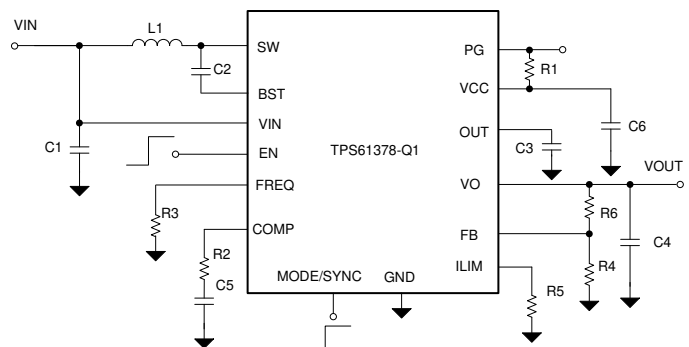 VIN
L1
SW
PG
R1
C2
VCC
BST
C6
VIN
OUT
C1
TPS61378-Q1
C3
EN
VOUT
FREQ
VO
R3
R6
COMP
FB
C4
R2
ILIM
R4
C5
MODE/SYNC
GND
R5